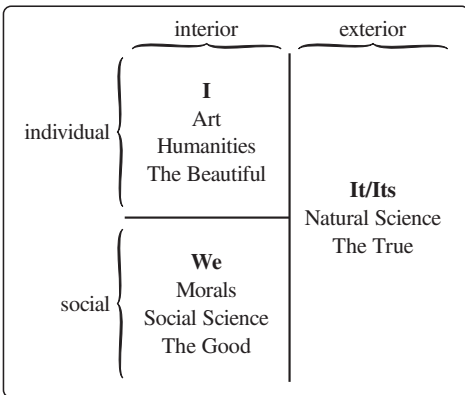 interior
exterior
individual
I
Art
Humanities
The Beautiful
It/Its
Natural Science
The True
social
We
Morals
Social Science
The Good